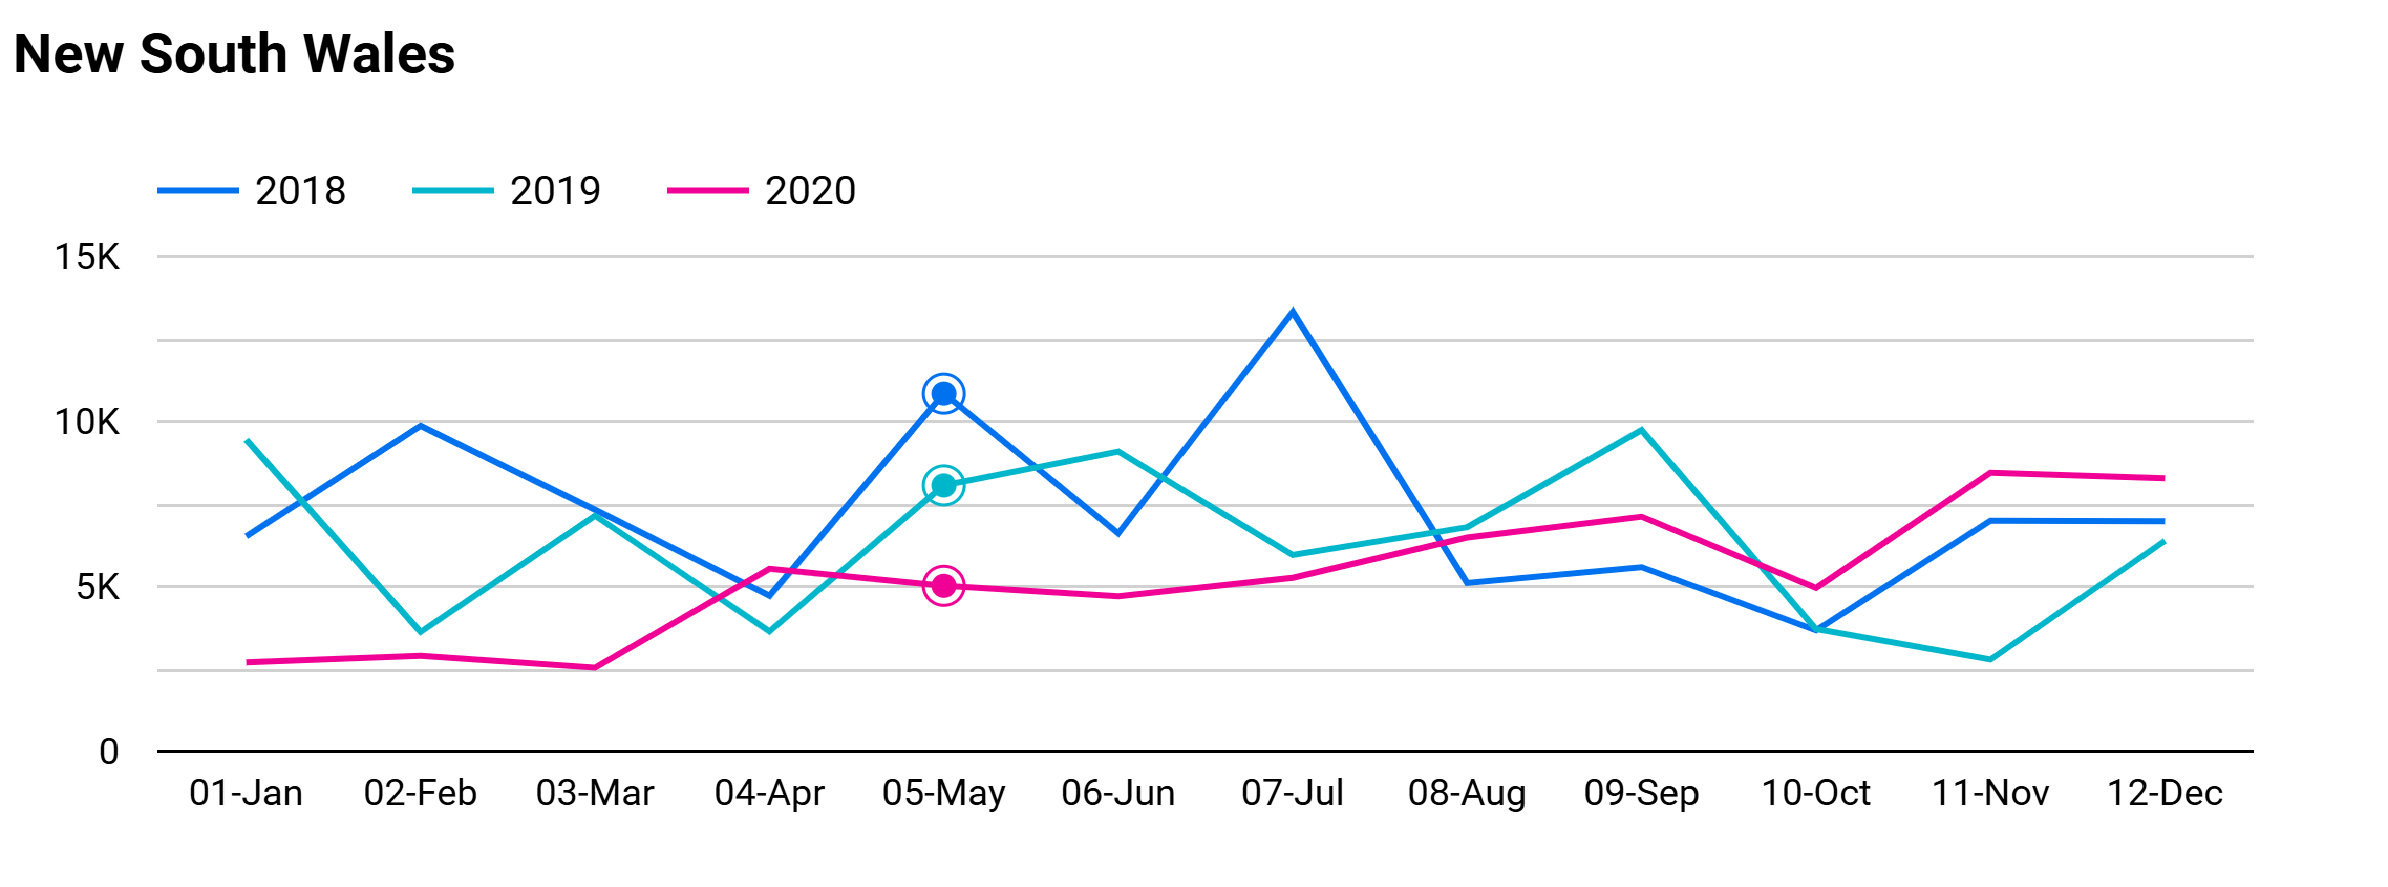 New South Wales
2018 2019 2020
15K
10K
5K
0
01-Jan 02-Feb 03-Mar 04-Apr 05-May 06-Jun 07-Jul 08-Aug 09-Sep 10-Oct 11-Nov 12-Dec